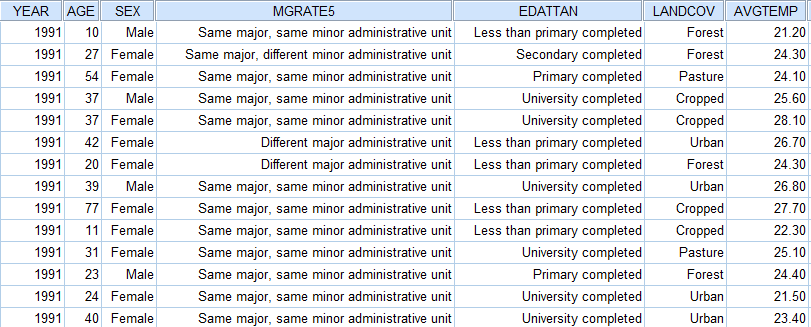 YEAR AGE SEX MGRATE5 EDATTAN LANDCOV AVGTEMP
1991 10 Male Same major, same minor administrative unit Less than primary completed Forest 21.20
1991 27 Female Same major, different minor administrative unit Secondary completed Forest 24.30
1991 54 Female Same major, same minor administrative unit Primary completed Pasture 24.10
1991 37 Male Same major, same minor administrative unit University completed Cropped 25.60
1991 37 Female Same major, same minor administrative unit University completed Cropped 28.10
1991 42 Female Different major administrative unit Less than primary completed Urban 26.70
1991 20 Female Different major administrative unit Less than primary completed Forest 24.30
1991 39 Male Same major, same minor administrative unit University completed Urban 26.80
1991 77 Female Same major, same minor administrative unit Less than primary completed Cropped 27.70
1991 11 Female Same major, same minor administrative unit Less than primary completed Cropped 22.30
1991 31 Female Same major, same minor administrative unit University completed Pasture 25.10
1991 23 Male Same major, same minor administrative unit Primary completed Forest 24.40
1991 24 Female Same major, same minor administrative unit University completed Urban 21.50
1991 40 Female Same major, same minor administrative unit University completed Urban 23.40